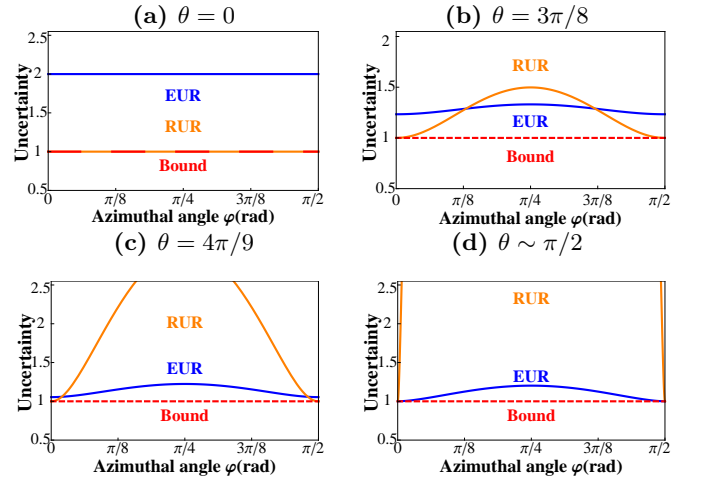 (a) θ = 0
2.5
2
1.5
1
0.5
Uncertainty
EUR
RUR
Bound
0 π/8 π/4 3π/8 π/2
Azimuthal angle φ(rad)
(b) θ = 3π/8
2
1.5
1
0.5
Uncertainty
RUR
EUR
Bound
0 π/8 π/4 3π/8 π/2
Azimuthal angle φ(rad)
(c) θ = 4π/9
2.5
2
1.5
1
0.5
Uncertainty
RUR
EUR
Bound
0 π/8 π/4 3π/8 π/2
Azimuthal angle φ(rad)
(d) θ ∼ π/2
2.5
2
1.5
1
0.5
Uncertainty
RUR
EUR
Bound
0 π/8 π/4 3π/8 π/2
Azimuthal angle φ(rad)